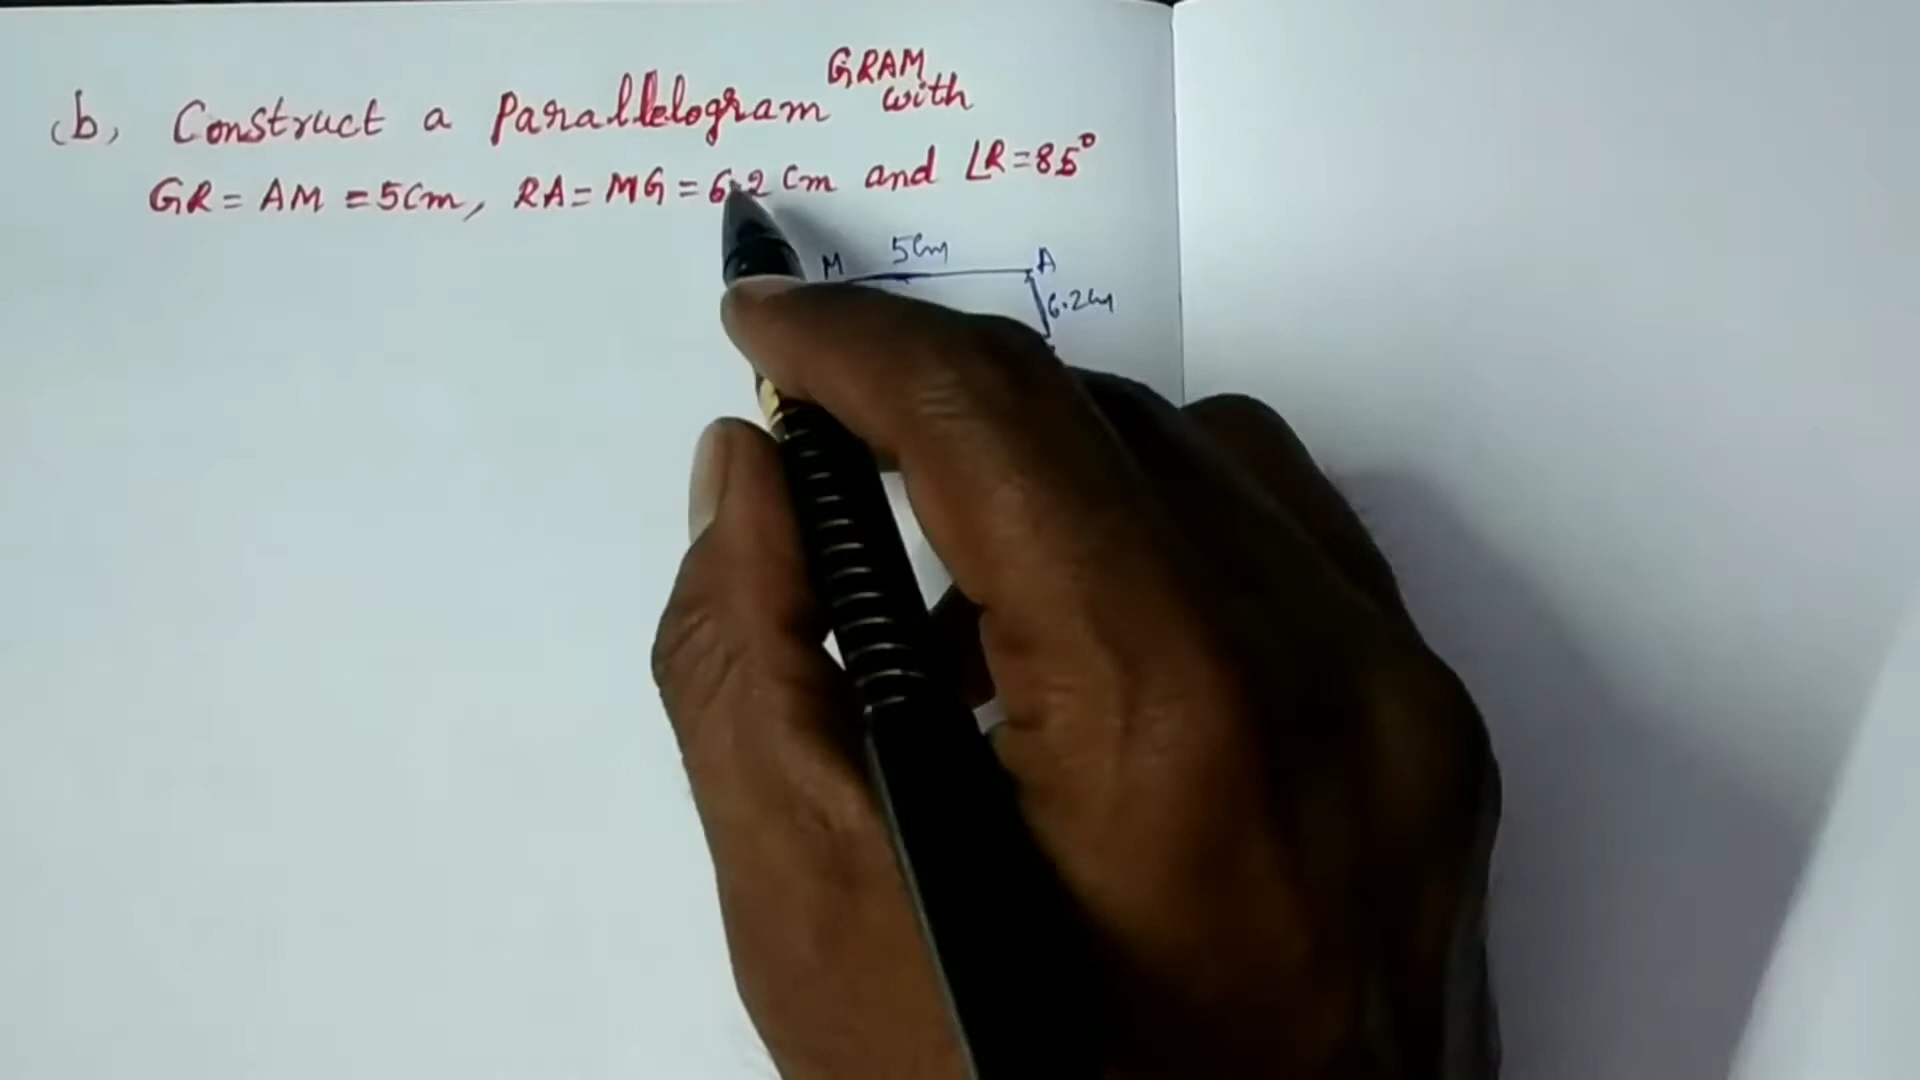 (b, Construct a Parallelogram GRAM with
GR = AM = 5cm, RA = MG = 6.2 cm and ∠R = 85°
M 5cm A
6.2cm